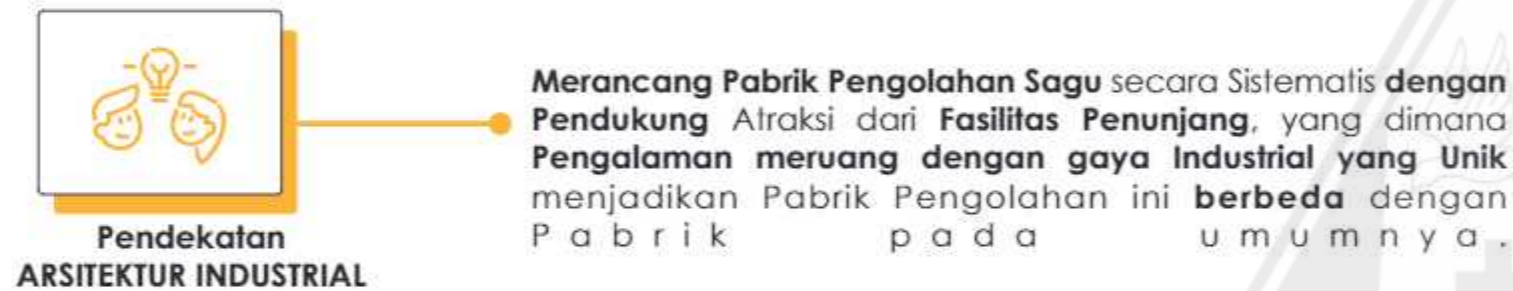 Merancang Pabrik Pengolahan Sagu secara Sistematis dengan
Pendukung Atraksi dari Fasilitas Penunjang, yang dimana
Pengalaman meruang dengan gaya Industrial yang Unik
menjadikan Pabrik Pengolahan ini berbeda dengan
Pabrik pada umumnya.
Pendekatan
ARSITEKTUR INDUSTRIAL